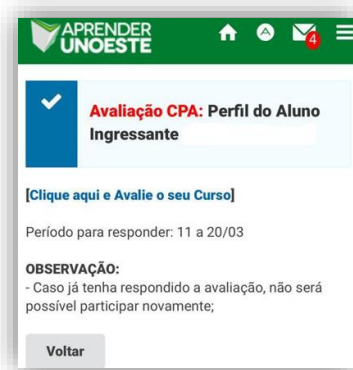 APRENDER
UNOESTE
4
Avaliação CPA: Perfil do Aluno
Ingressante
[Clique aqui e Avalie o seu Curso]
Período para responder: 11 a 20/03
OBSERVAÇÃO:
- Caso já tenha respondido a avaliação, não será
possível participar novamente;
Voltar